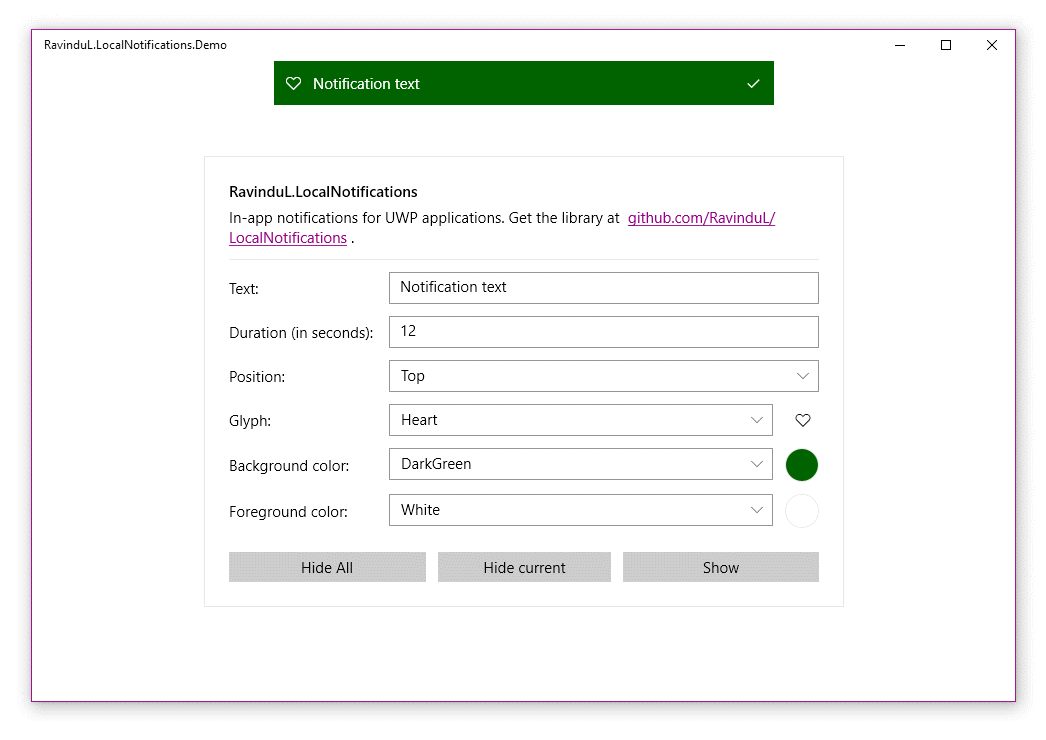 RavinduL.LocalNotifications.Demo
Notification text
RavinduL.LocalNotifications
In-app notifications for UWP applications. Get the library at github.com/RavinduL/
LocalNotifications .
Text: Notification text
Duration (in seconds): 12
Position: Top
Glyph: Heart
Background color: DarkGreen
Foreground color: White
Hide All Hide current Show